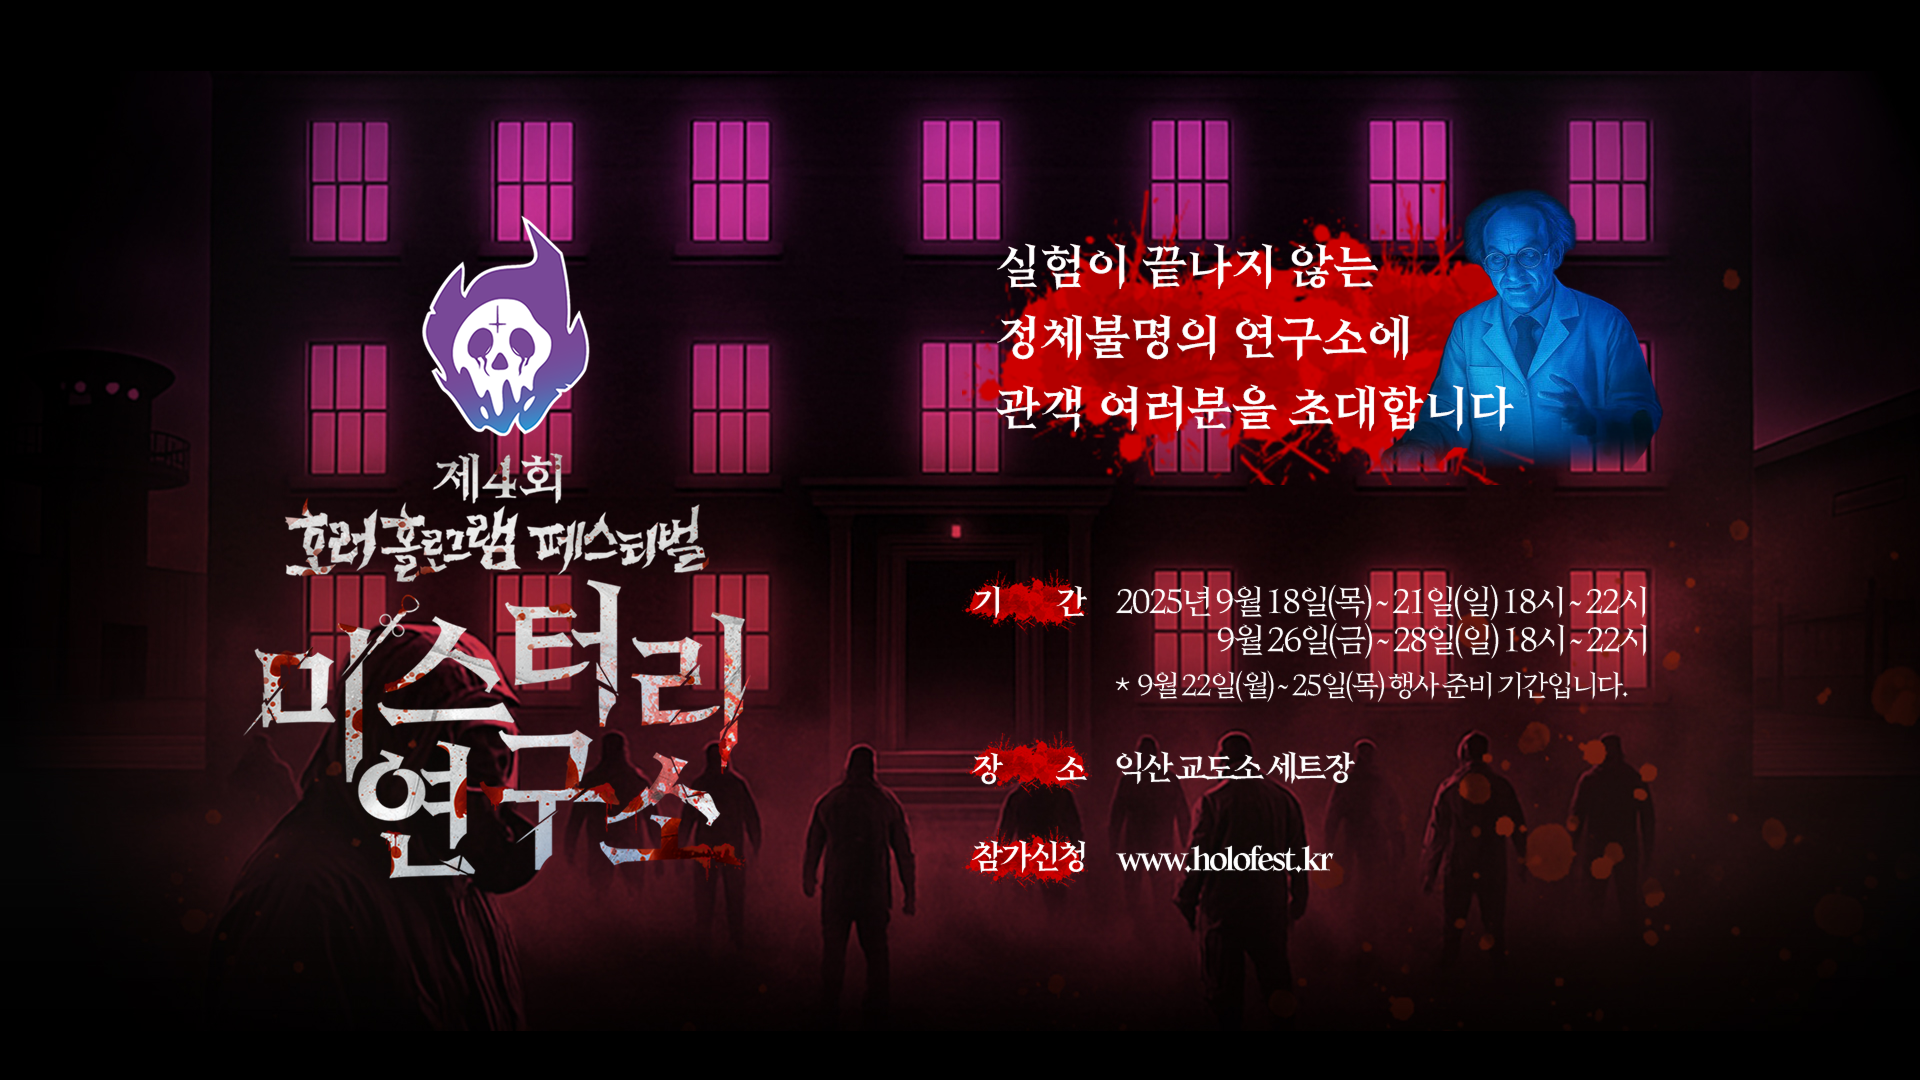 제4회
호러홀로그램 페스티벌
미스터리
연구소
실험이 끝나지 않는
정체불명의 연구소에
관객 여러분을 초대합니다
기 간 2025년 9월 18일(목)~21일(일) 18시~22시
9월 26일(금)~28일(일) 18시~22시
* 9월 22일(월)~25일(목) 행사 준비 기간입니다.
장 소 익산 교도소 세트장
참가신청 www.holofest.kr